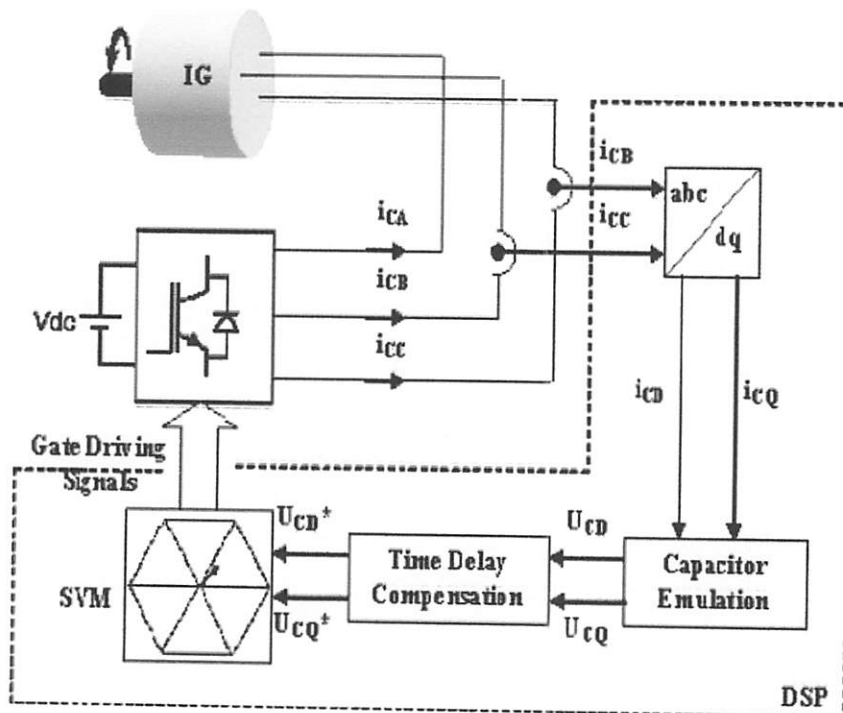 IG
iCB
abc
iCA
iCC
dq
iCB
Vdc
iCC
iCD
iCQ
Gate Driving
Signals
UCD*
UCD
SVM
Time Delay
Compensation
Capacitor
Emulation
UCQ*
UCQ
DSP